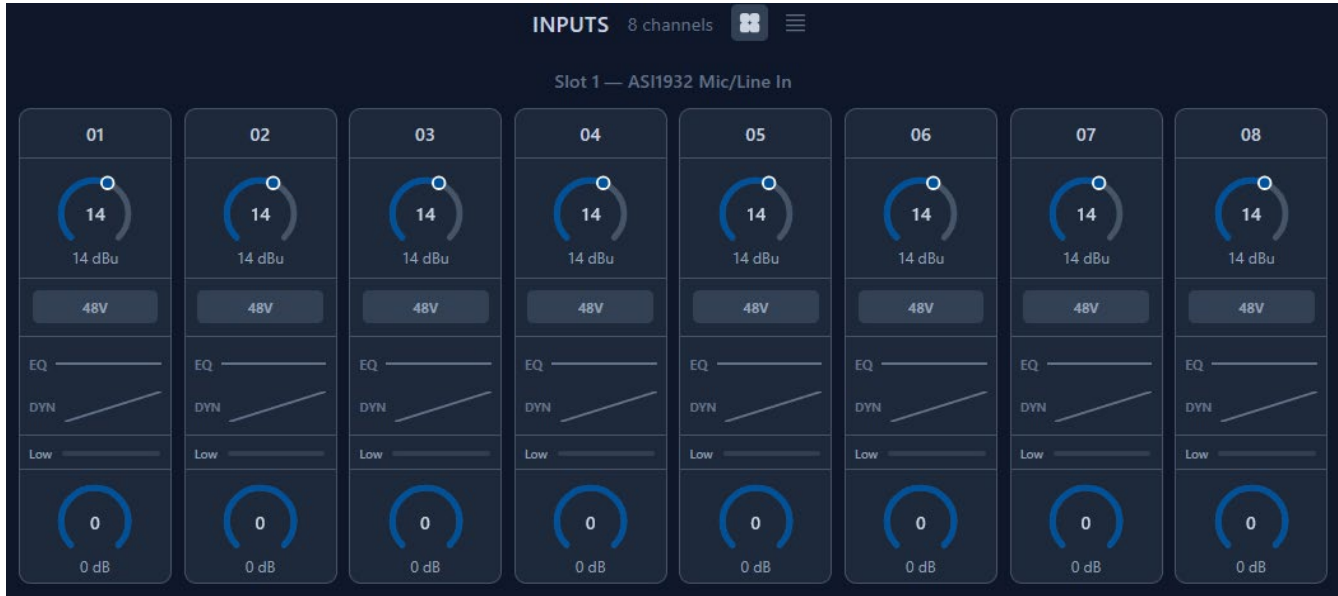 INPUTS 8 channels
Slot 1 — ASI1932 Mic/Line In
01 02 03 04 05 06 07 08
14 14 14 14 14 14 14 14
14 dBu 14 dBu 14 dBu 14 dBu 14 dBu 14 dBu 14 dBu 14 dBu
48V 48V 48V 48V 48V 48V 48V 48V
EQ EQ EQ EQ EQ EQ EQ EQ
DYN DYN DYN DYN DYN DYN DYN DYN
Low Low Low Low Low Low Low Low
0 0 0 0 0 0 0 0
0 dB 0 dB 0 dB 0 dB 0 dB 0 dB 0 dB 0 dB